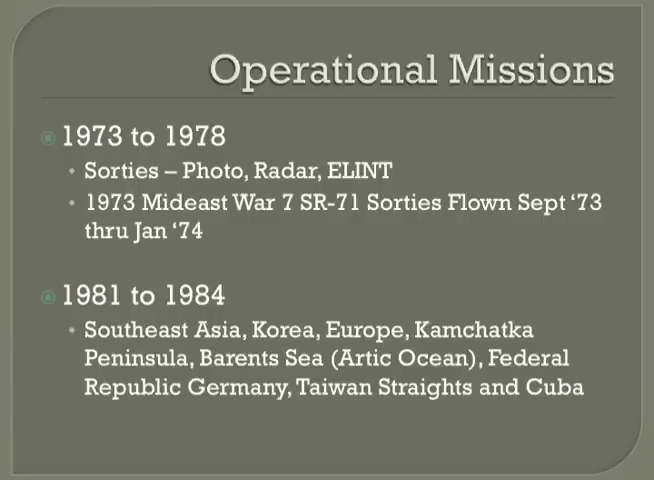 Operational Missions
1973 to 1978
• Sorties – Photo, Radar, ELINT
• 1973 Mideast War 7 SR-71 Sorties Flown Sept ‘73
thru Jan ‘74
1981 to 1984
• Southeast Asia, Korea, Europe, Kamchatka
Peninsula, Barents Sea (Artic Ocean), Federal
Republic Germany, Taiwan Straights and Cuba